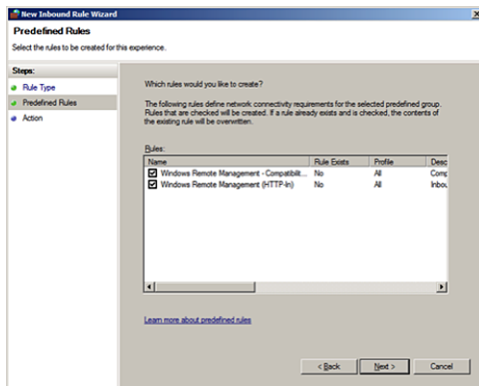 New Inbound Rule Wizard
Predefined Rules
Select the rules to be created for this experience.
Steps:
Rule Type
Predefined Rules
Action
Which rules would you like to create?
The following rules define network connectivity requirements for the selected predefined group.
Rules that are checked will be created. If a rule already exists and is checked, the contents of
the existing rule will be overwritten.
Rules:
Name Rule Exists Profile Desc
Windows Remote Management - Compatibilit... No All Comp
Windows Remote Management (HTTP-In) No All Inbou
Learn more about predefined rules
< Back Next > Cancel